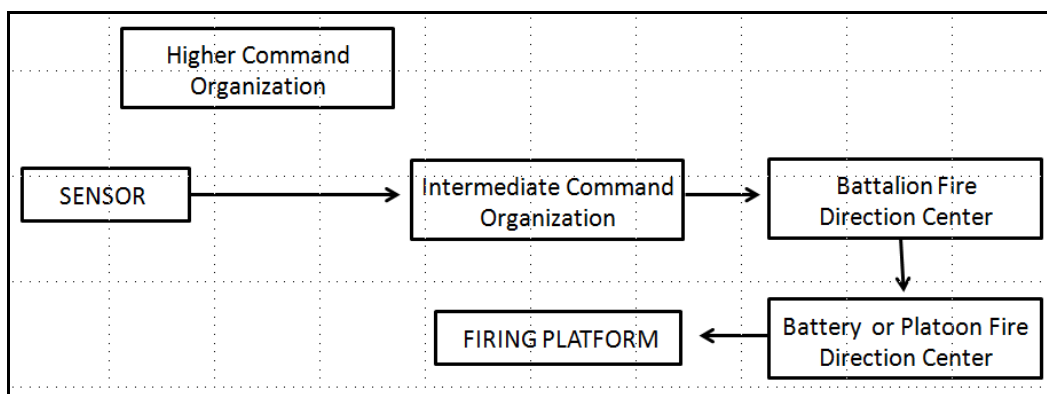 Higher Command
Organization
SENSOR
Intermediate Command
Organization
Battalion Fire
Direction Center
FIRING PLATFORM
Battery or Platoon Fire
Direction Center